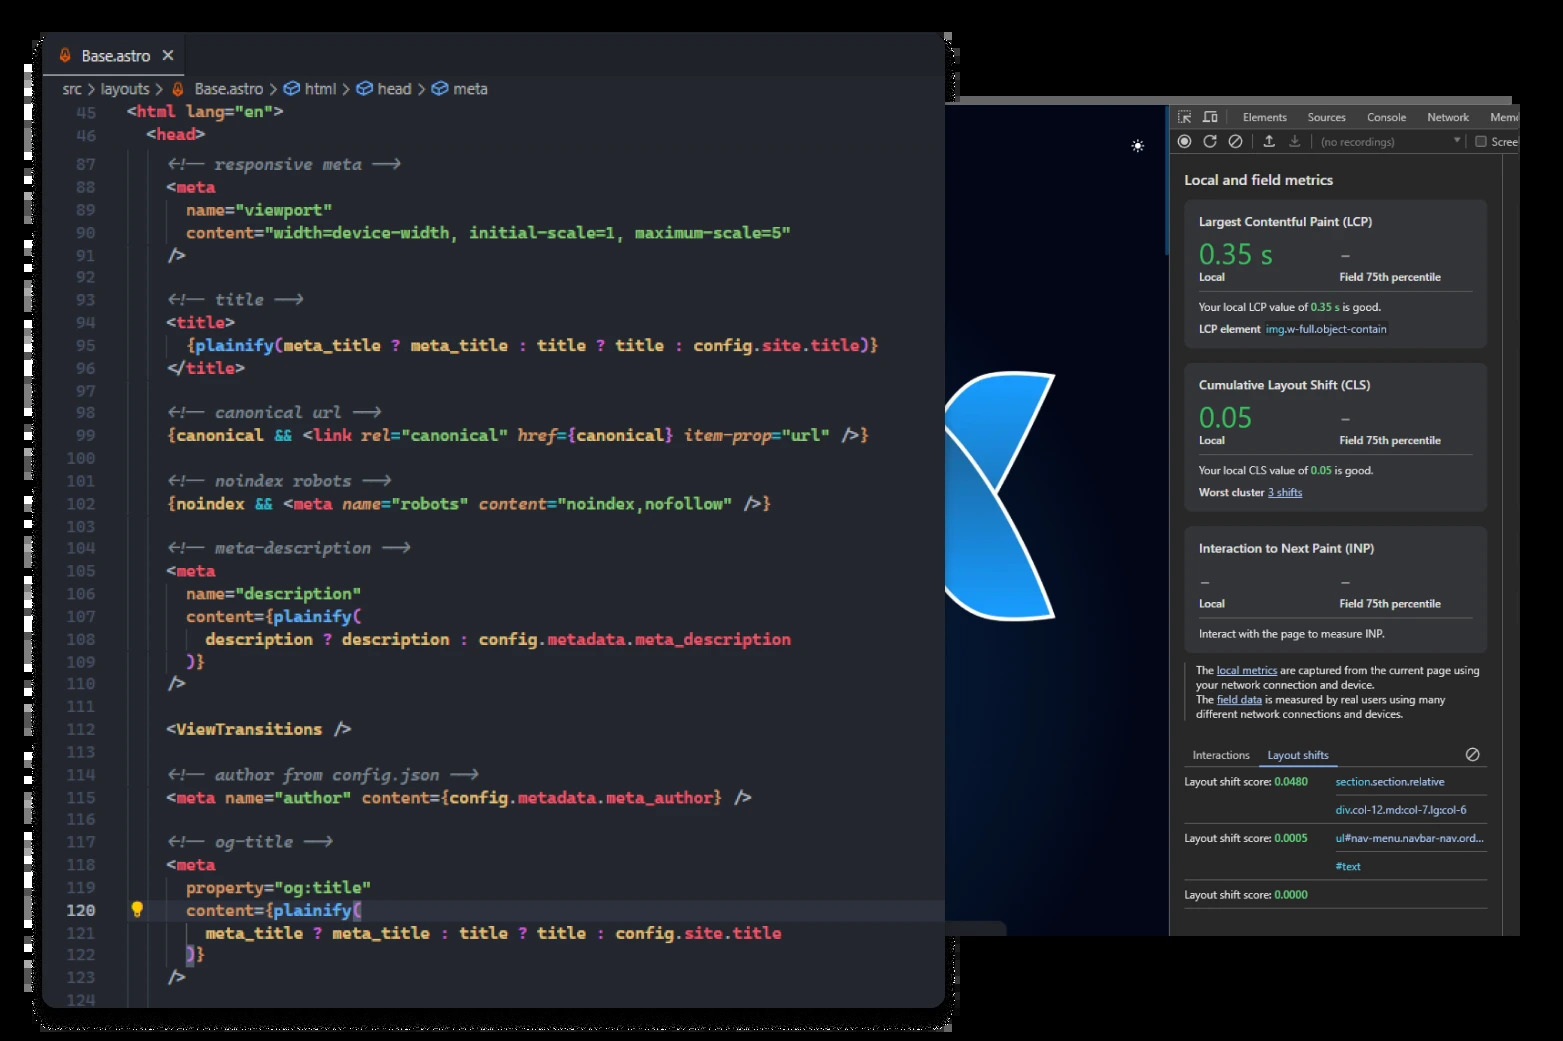 Base.astro
src > layouts > Base.astro > html > head > meta
45 <html lang="en">
46 <head>
87 <!-- responsive meta -->
88 <meta
89 name="viewport"
90 content="width=device-width, initial-scale=1, maximum-scale=5"
91 />
92
93 <!-- title -->
94 <title>
95 {plainify(meta_title ? meta_title : title ? title : config.site.title)}
96 </title>
97
98 <!-- canonical url -->
99 {canonical && <link rel="canonical" href={canonical} item-prop="url" />}
100
101 <!-- noindex robots -->
102 {noindex && <meta name="robots" content="noindex,nofollow" />}
103
104 <!-- meta-description -->
105 <meta
106 name="description"
107 content={plainify(
108 description ? description : config.metadata.meta_description
109 )}
110 />
111
112 <ViewTransitions />
113
114 <!-- author from config.json -->
115 <meta name="author" content={config.metadata.meta_author} />
116
117 <!-- og-title -->
118 <meta
119 property="og:title"
120 content={plainify(
121 meta_title ? meta_title : title ? title : config.site.title
122 )}
123 />
124
Elements Sources Console Network Mem
(no recordings) Scree
Local and field metrics
Largest Contentful Paint (LCP)
0.35 s –
Local Field 75th percentile
Your local LCP value of 0.35 s is good.
LCP element img.w-full.object-contain
Cumulative Layout Shift (CLS)
0.05 –
Local Field 75th percentile
Your local CLS value of 0.05 is good.
Worst cluster 3 shifts
Interaction to Next Paint (INP)
– –
Local Field 75th percentile
Interact with the page to measure INP.
The local metrics are captured from the current page using
your network connection and device.
The field data is measured by real users using many
different network connections and devices.
Interactions Layout shifts
Layout shift score: 0.0480 section.section.relative
div.col-12.md:col-7.lg:col-6
Layout shift score: 0.0005 ul#nav-menu.navbar-nav.ord...
#text
Layout shift score: 0.0000